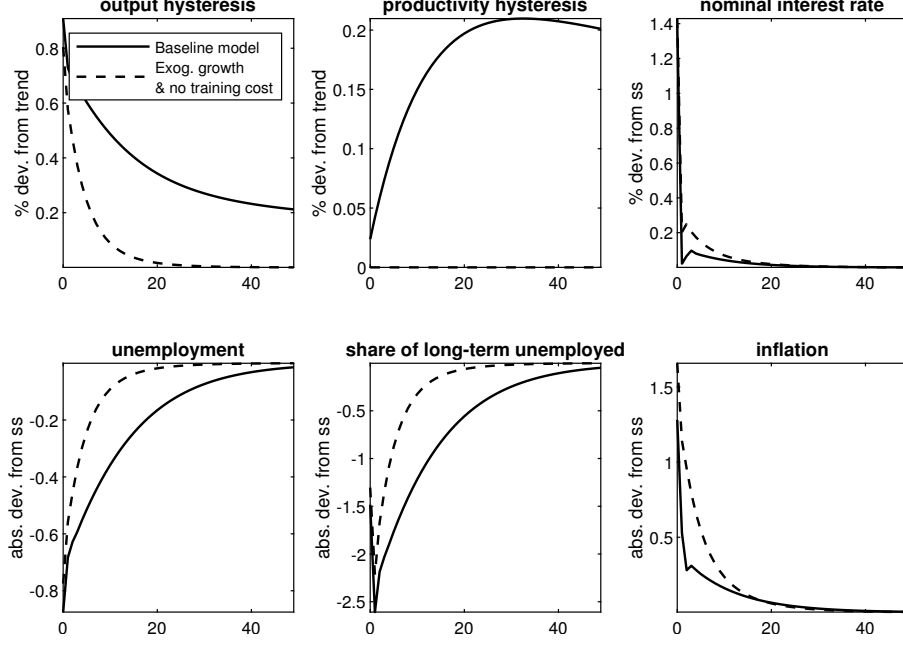 output hysteresis
productivity hysteresis
nominal interest rate
Baseline model
Exog. growth
& no training cost
% dev. from trend
0.8
0.6
0.4
0.2
0 20 40
% dev. from trend
0.2
0.15
0.1
0.05
0
0 20 40
% dev. from ss
1.4
1.2
1
0.8
0.6
0.4
0.2
0 20 40
unemployment
share of long-term unemployed
inflation
abs. dev. from ss
-0.2
-0.4
-0.6
-0.8
0 20 40
abs. dev. from ss
-0.5
-1
-1.5
-2
-2.5
0 20 40
abs. dev. from ss
1.5
1
0.5
0 20 40